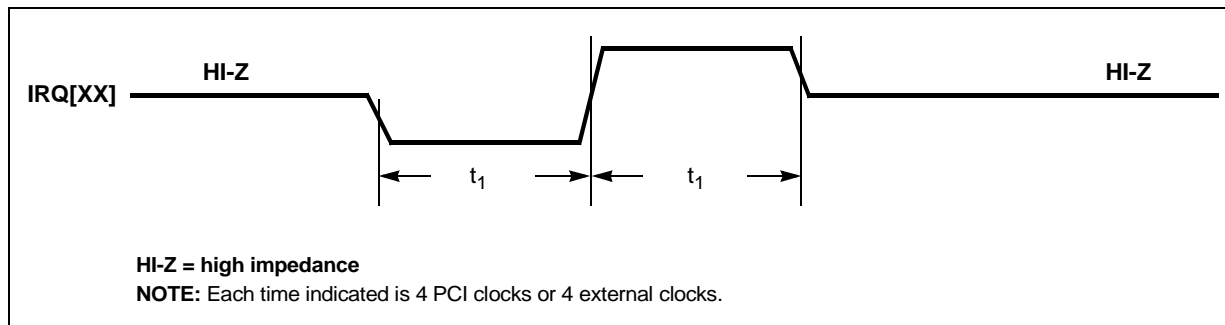 HI-Z
HI-Z
IRQ[XX]
t1
t1
HI-Z = high impedance
NOTE: Each time indicated is 4 PCI clocks or 4 external clocks.